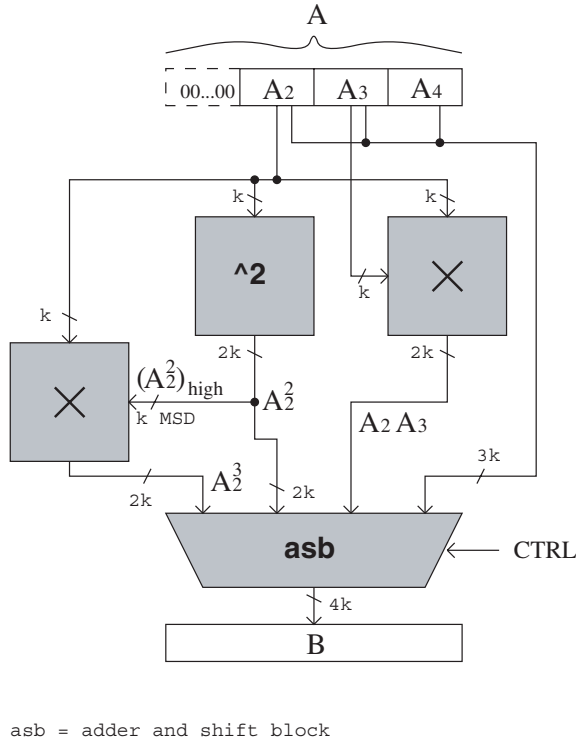 A
00...00 A2 A3 A4
k k
^2 ×
k
k 2k 2k
× (A₂²)high A₂²
k MSD A2 A3
2k A₂³ 2k 3k
asb CTRL
4k
B
asb = adder and shift block